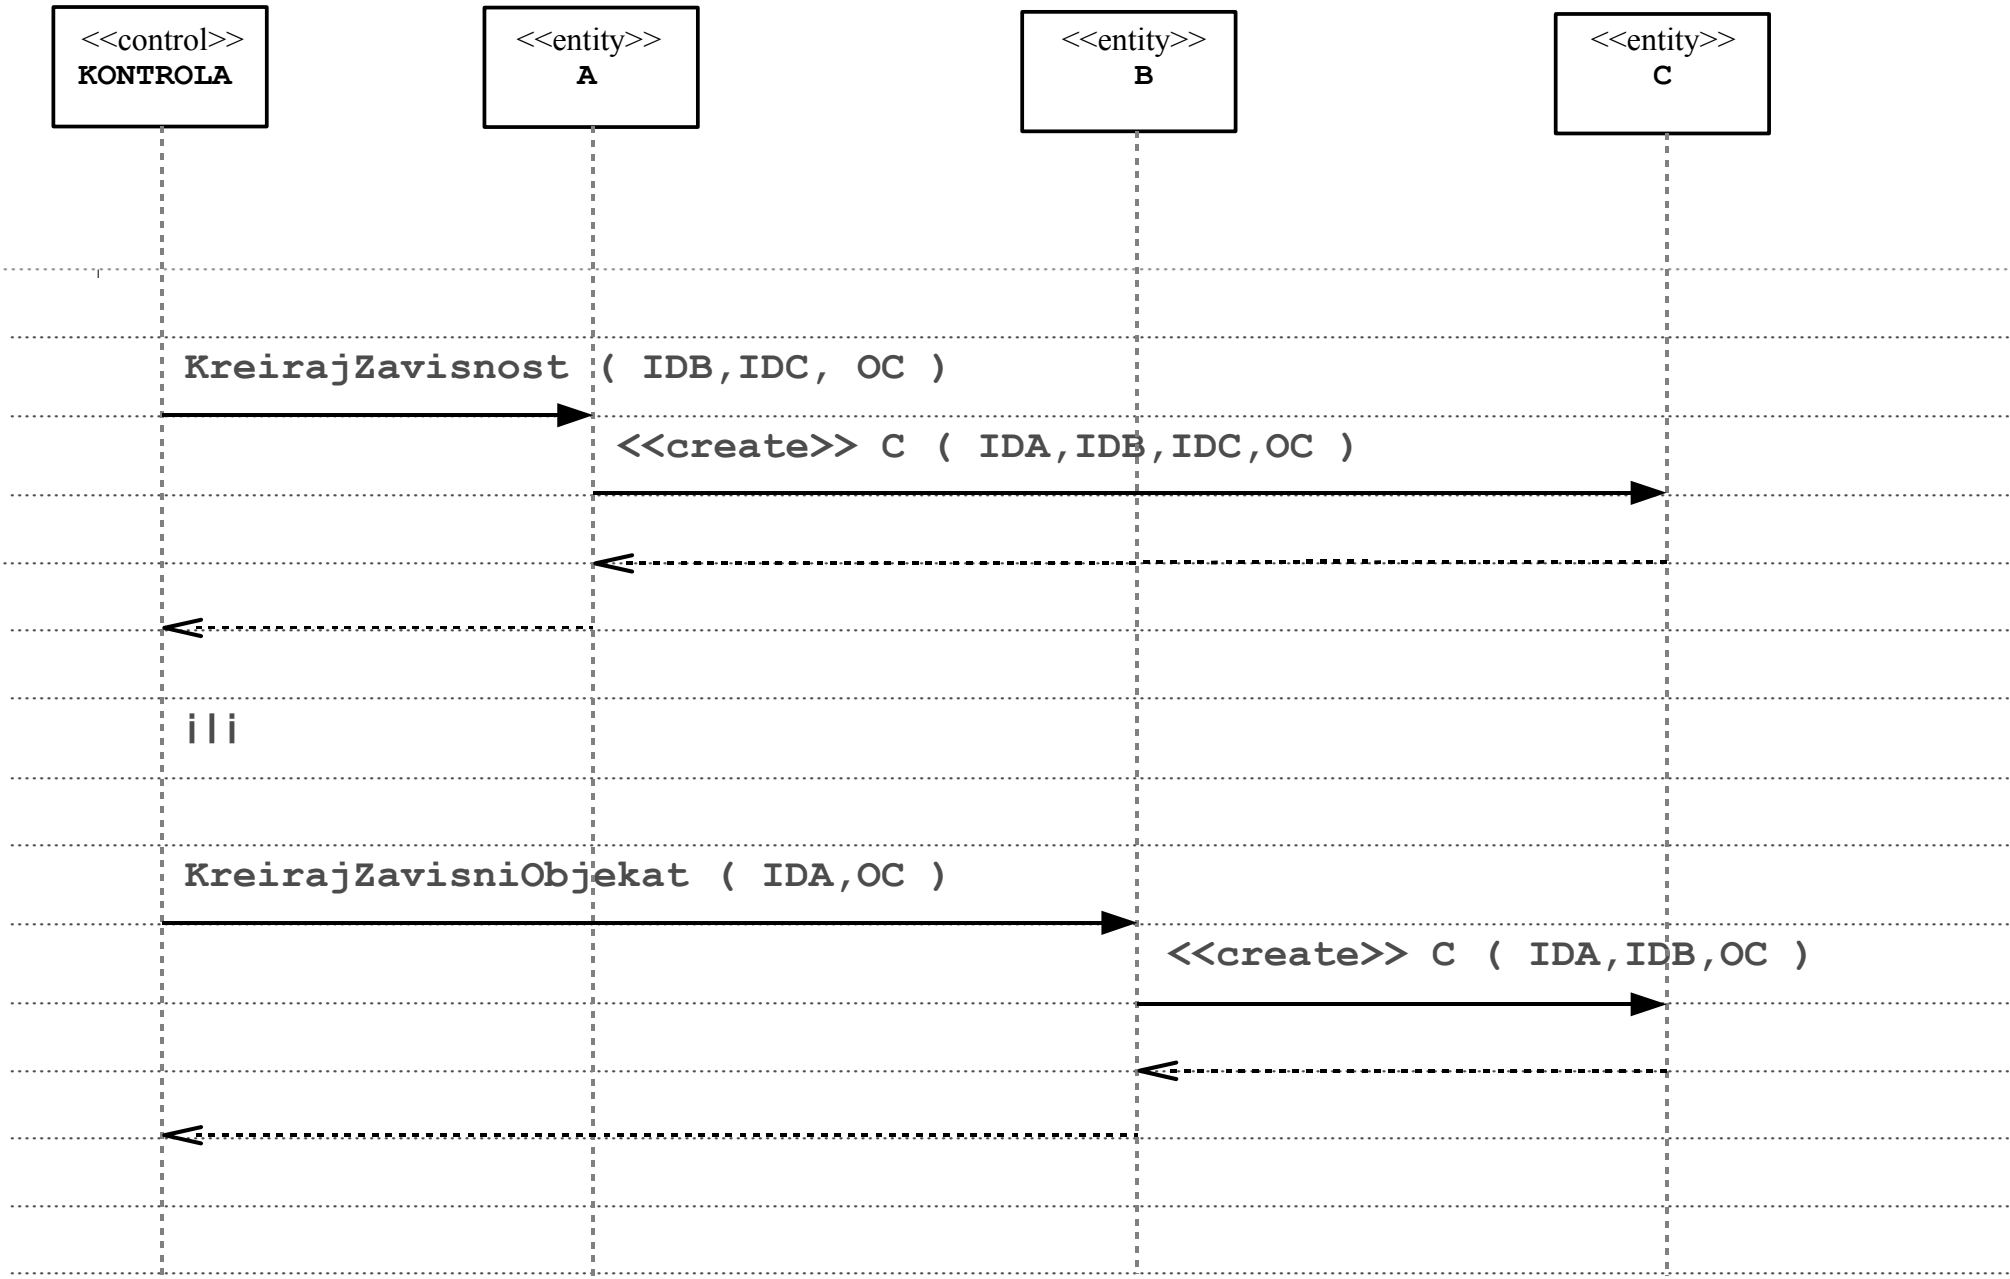 <<control>>
KONTROLA
<<entity>>
A
<<entity>>
B
<<entity>>
C
KreirajZavisnost ( IDB,IDC, OC )
<<create>> C ( IDA,IDB,IDC,OC )
ili
KreirajZavisniObjekat ( IDA,OC )
<<create>> C ( IDA,IDB,OC )